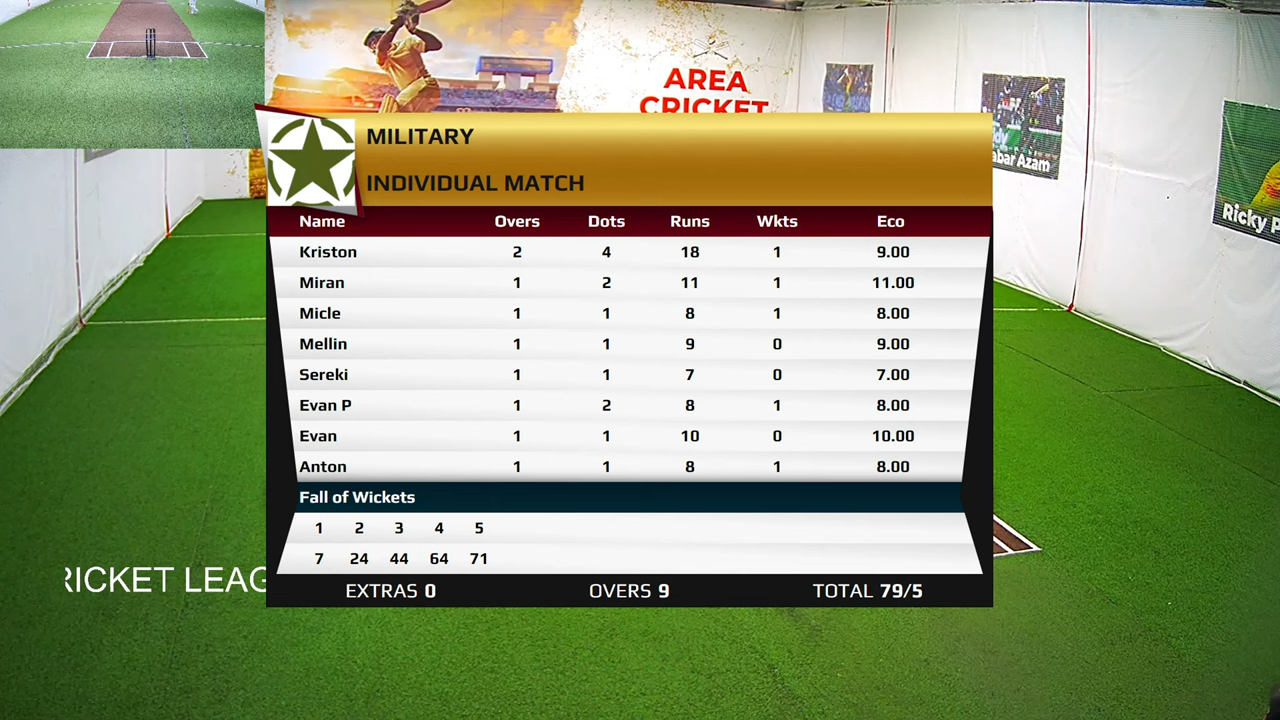 AREA
CRICKET
abar Azam
Ricky P
MILITARY
INDIVIDUAL MATCH
Name Overs Dots Runs Wkts Eco
Kriston 2 4 18 1 9.00
Miran 1 2 11 1 11.00
Micle 1 1 8 1 8.00
Mellin 1 1 9 0 9.00
Sereki 1 1 7 0 7.00
Evan P 1 2 8 1 8.00
Evan 1 1 10 0 10.00
Anton 1 1 8 1 8.00
Fall of Wickets
1 2 3 4 5
7 24 44 64 71
RICKET LEAG
EXTRAS 0 OVERS 9 TOTAL 79/5